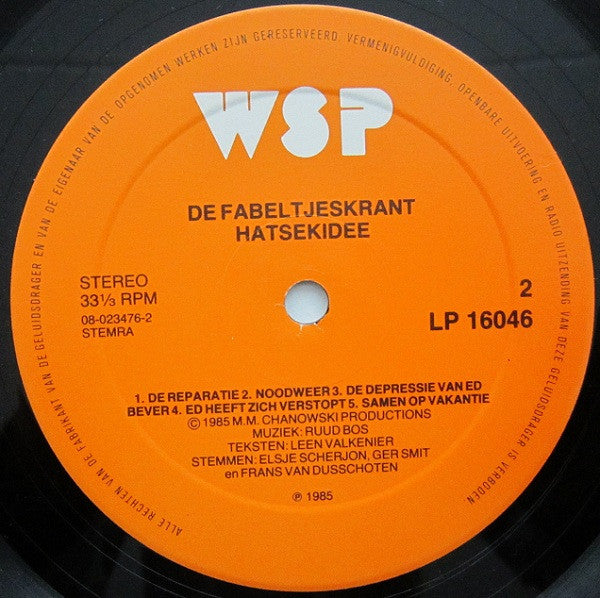 WSP
DE FABELTJESKRANT
HATSEKIDEE
STEREO
33⅓ RPM
08-023476-2
STEMRA
2
LP 16046
1. DE REPARATIE 2. NOODWEER 3. DE DEPRESSIE VAN ED
BEVER 4. ED HEEFT ZICH VERSTOPT 5. SAMEN OP VAKANTIE
© 1985 M.M. CHANOWSKI PRODUCTIONS
MUZIEK: RUUD BOS
TEKSTEN: LEEN VALKENIER
STEMMEN: ELSJE SCHERJON, GER SMIT
en FRANS VAN DUSSCHOTEN
℗ 1985
ALLE RECHTEN VAN DE FABRIKANT VAN DE GELUIDSDRAGER EN VAN DE EIGENAAR VAN DE OPGENOMEN WERKEN ZIJN GERESERVEERD, VERMENIGVULDIGING, OPENBARE UITVOERING EN RADIO UITZENDING VAN DEZE GELUIDSDRAGER IS VERBODEN